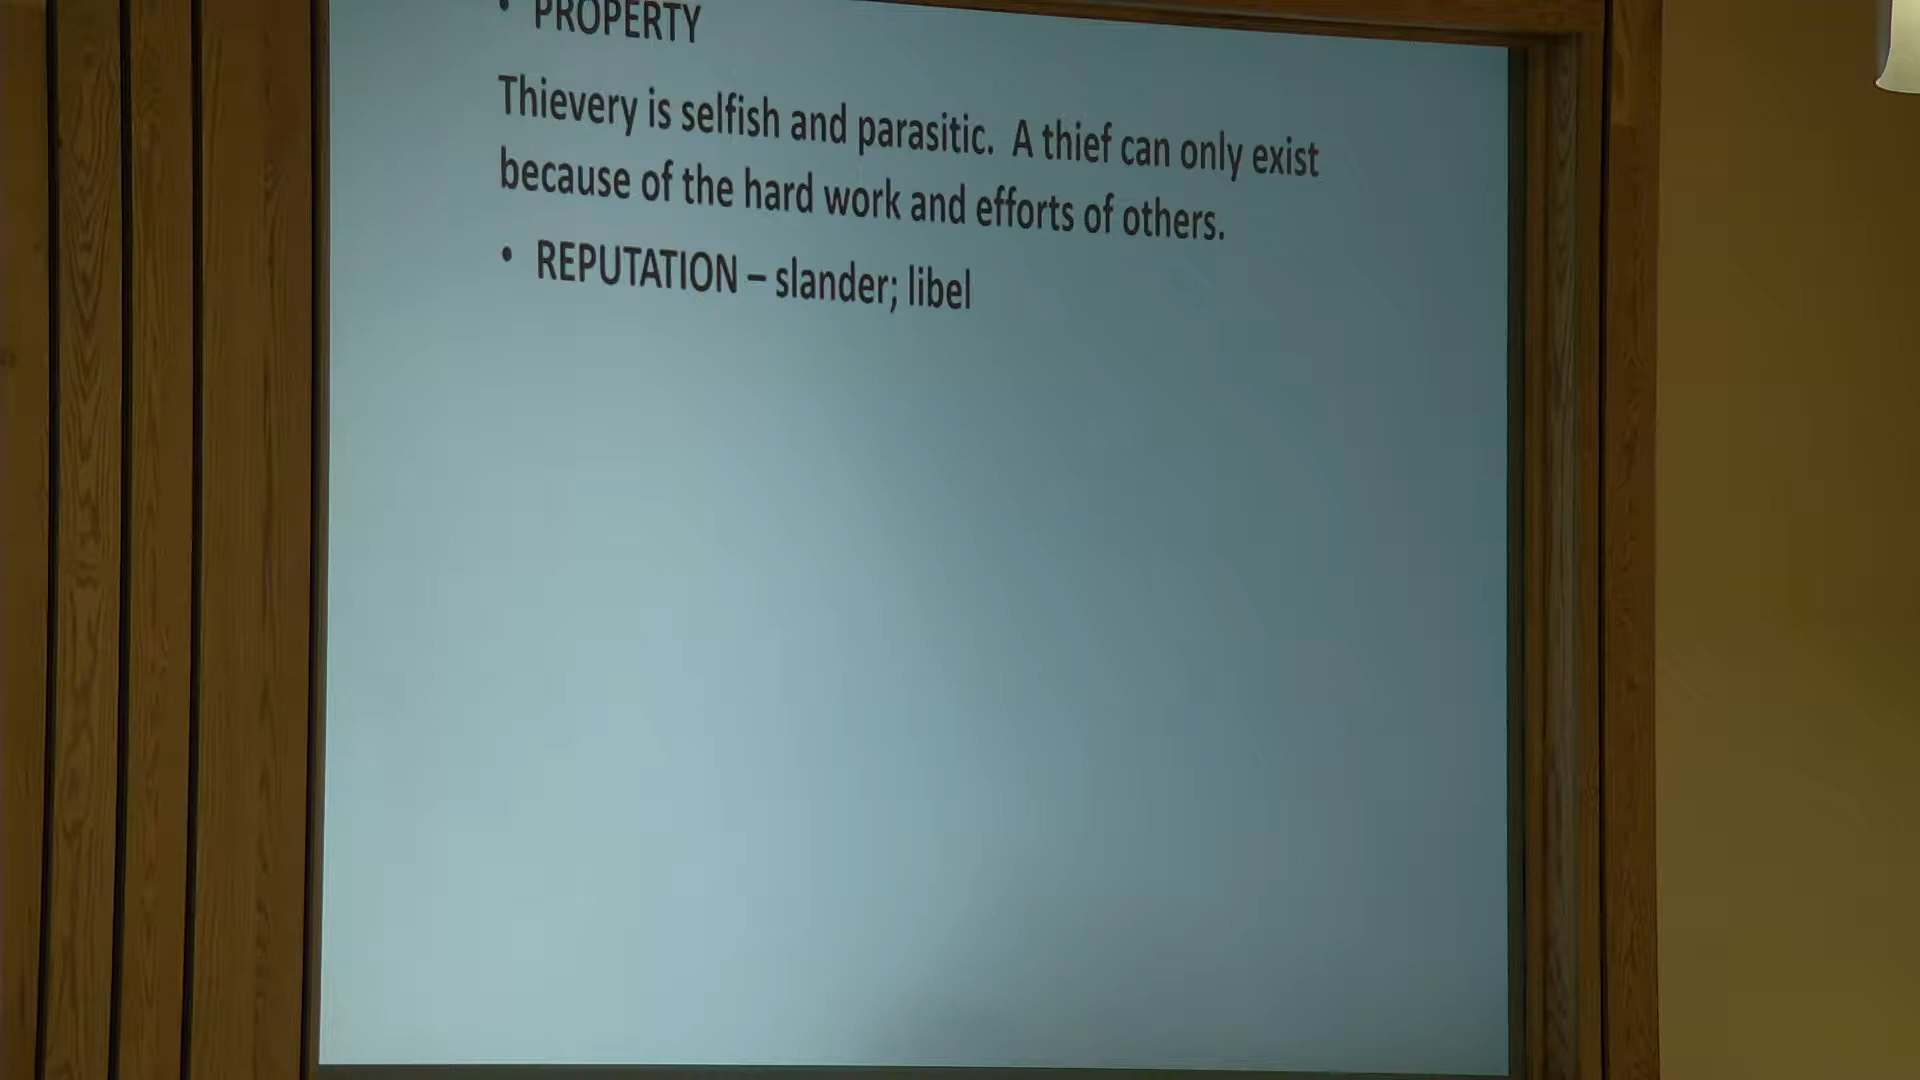 • PROPERTY
Thievery is selfish and parasitic.  A thief can only exist
because of the hard work and efforts of others.
• REPUTATION – slander; libel